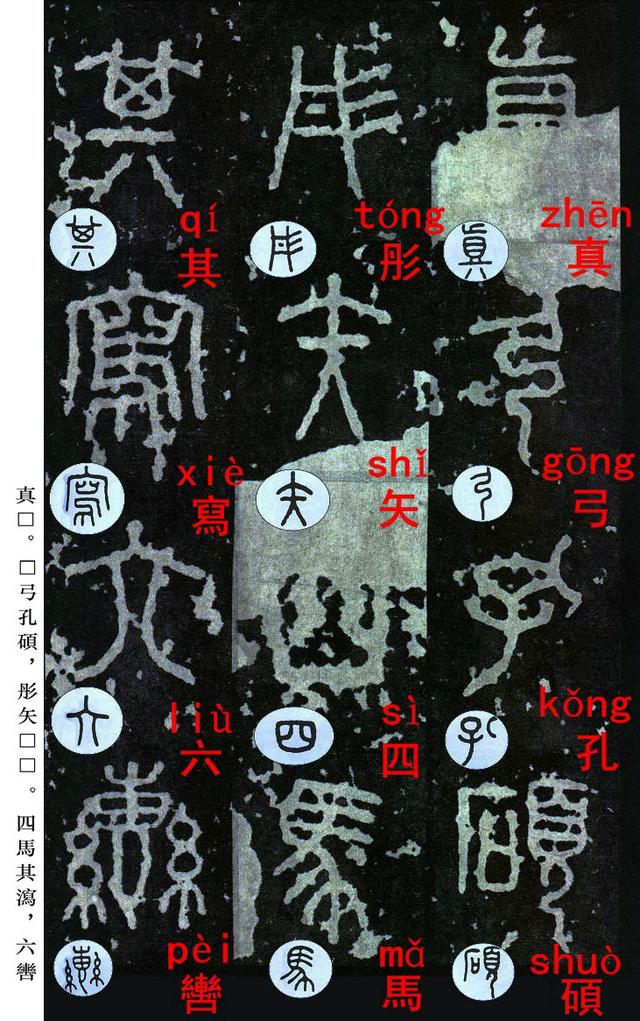 zhēn
真
gōng
弓
kǒng
孔
shuò
碩
tóng
彤
shǐ
矢
sì
四
mǎ
馬
qí
其
xiè
寫
liù
六
pèi
轡
真□。□弓孔碩，彤矢□□。四馬其瀉，六轡